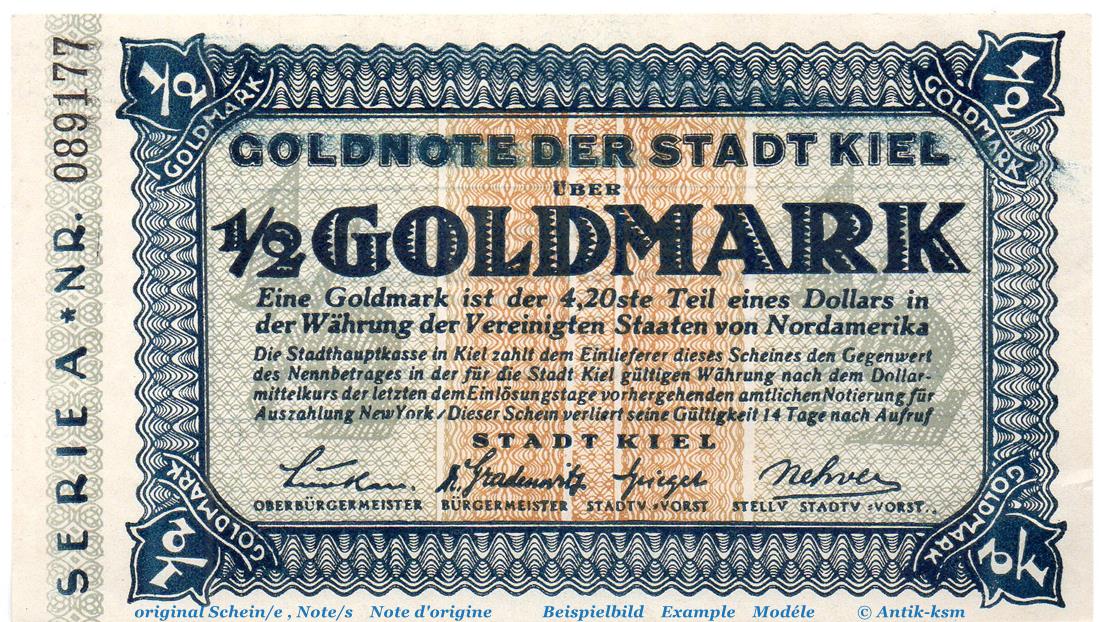 SERIE A * NR. 089177
1/2
GOLDMARK
1/2
GOLDMARK
GOLDNOTE DER STADT KIEL
ÜBER
1/2 GOLDMARK
Eine Goldmark ist der 4,20ste Teil eines Dollars in
der Währung der Vereinigten Staaten von Nordamerika
Die Stadthauptkasse in Kiel zahlt dem Einlieferer dieses Scheines den Gegenwert
des Nennbetrages in der für die Stadt Kiel gültigen Währung nach dem Dollar-
mittelkurs der letzten dem Einlösungstage vorhergehenden amtlichen Notierung für
Auszahlung New York / Dieser Schein verliert seine Gültigkeit 14 Tage nach Aufruf
STADT KIEL
OBERBÜRGERMEISTER BÜRGERMEISTER STADTV=VORST STELLV STADTV=VORST.
1/2
GOLDMARK
1/2
GOLDMARK
original Schein/e , Note/s Note d'origine Beispielbild Example Modéle © Antik-ksm